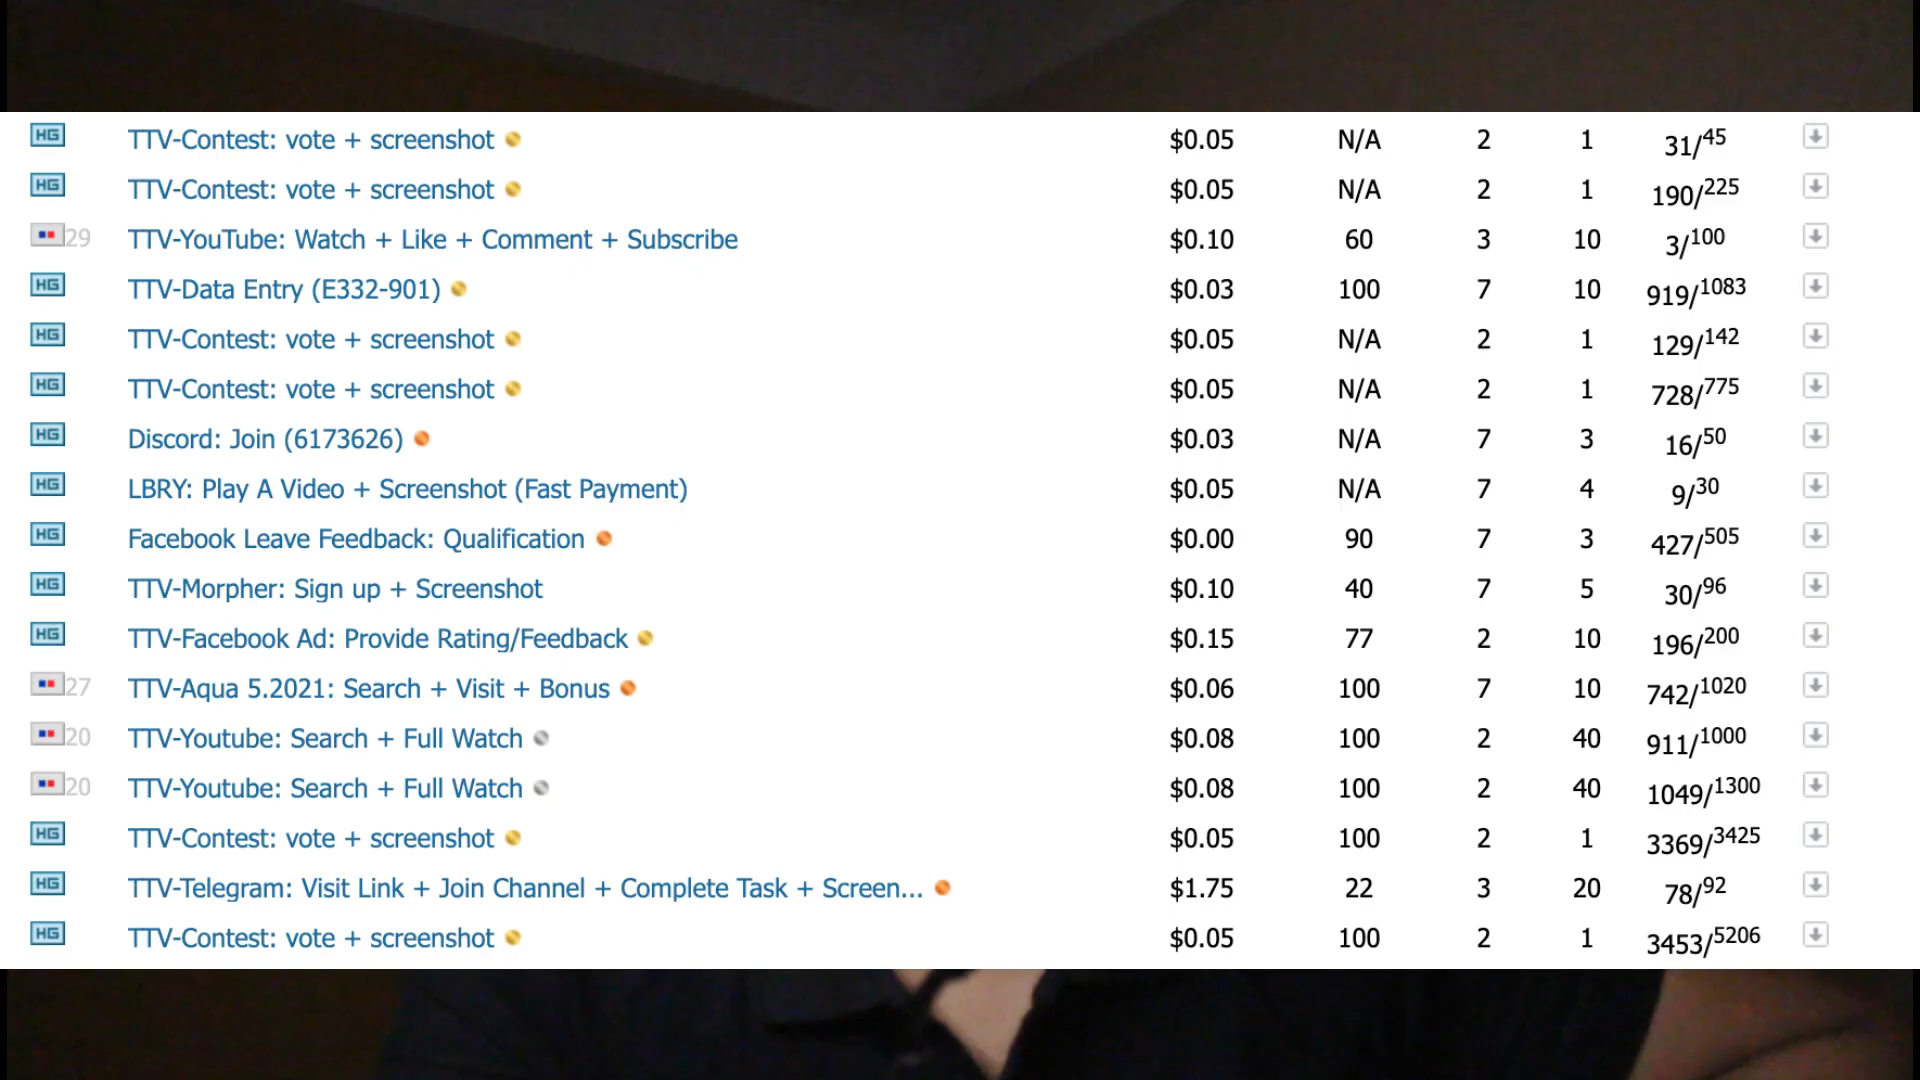 HG TTV-Contest: vote + screenshot $0.05 N/A 2 1 31/45
HG TTV-Contest: vote + screenshot $0.05 N/A 2 1 190/225
29 TTV-YouTube: Watch + Like + Comment + Subscribe $0.10 60 3 10 3/100
HG TTV-Data Entry (E332-901) $0.03 100 7 10 919/1083
HG TTV-Contest: vote + screenshot $0.05 N/A 2 1 129/142
HG TTV-Contest: vote + screenshot $0.05 N/A 2 1 728/775
HG Discord: Join (6173626) $0.03 N/A 7 3 16/50
HG LBRY: Play A Video + Screenshot (Fast Payment) $0.05 N/A 7 4 9/30
HG Facebook Leave Feedback: Qualification $0.00 90 7 3 427/505
HG TTV-Morpher: Sign up + Screenshot $0.10 40 7 5 30/96
HG TTV-Facebook Ad: Provide Rating/Feedback $0.15 77 2 10 196/200
27 TTV-Aqua 5.2021: Search + Visit + Bonus $0.06 100 7 10 742/1020
20 TTV-Youtube: Search + Full Watch $0.08 100 2 40 911/1000
20 TTV-Youtube: Search + Full Watch $0.08 100 2 40 1049/1300
HG TTV-Contest: vote + screenshot $0.05 100 2 1 3369/3425
HG TTV-Telegram: Visit Link + Join Channel + Complete Task + Screen... $1.75 22 3 20 78/92
HG TTV-Contest: vote + screenshot $0.05 100 2 1 3453/5206